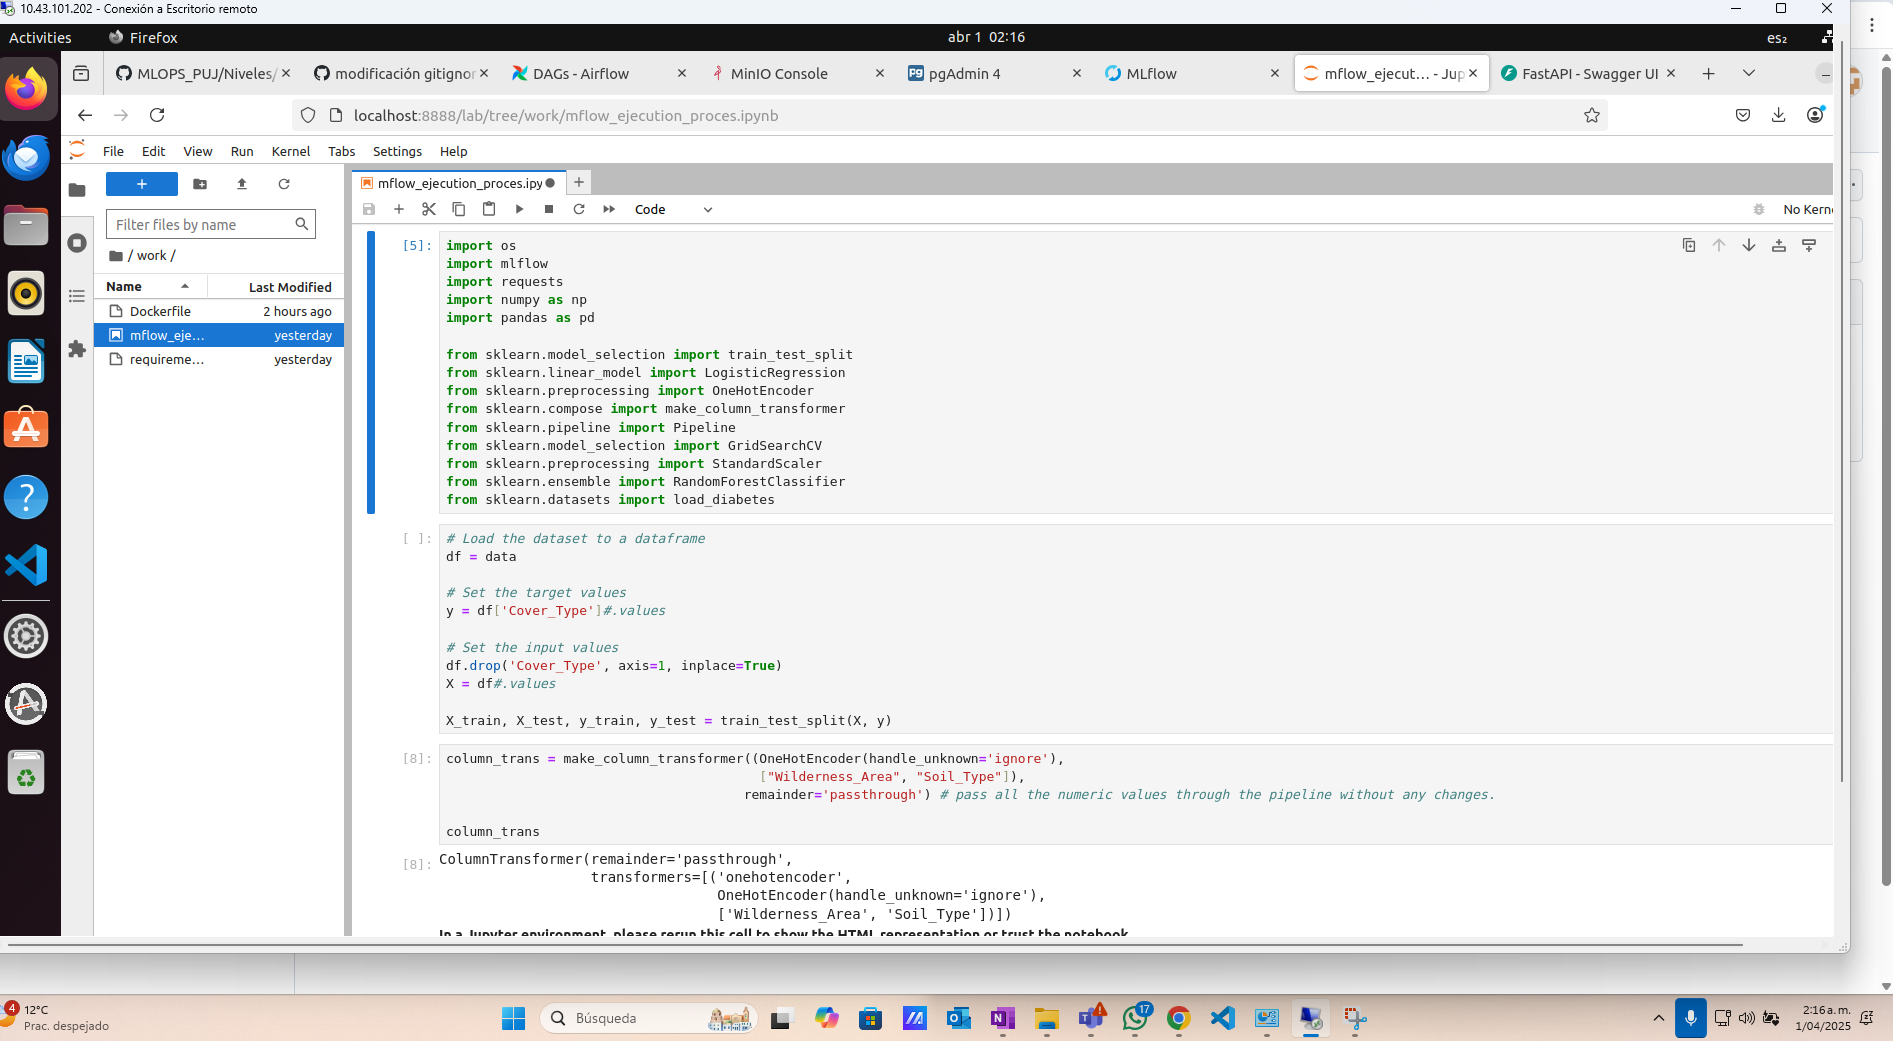 10.43.101.202 - Conexión a Escritorio remoto
Activities
Firefox
abr 1 02:16
es₂
MLOPS_PUJ/Niveles/
modificación gitignor
DAGs - Airflow
MinIO Console
pgAdmin 4
MLflow
mflow_ejecut… - Jup
FastAPI - Swagger UI
localhost:8888/lab/tree/work/mflow_ejecution_proces.ipynb
File Edit View Run Kernel Tabs Settings Help
mflow_ejecution_proces.ipy
Filter files by name
/ work /
Name Last Modified
Dockerfile 2 hours ago
mflow_eje… yesterday
requireme… yesterday
Code
No Kerne
[5]:
import os
import mlflow
import requests
import numpy as np
import pandas as pd
from sklearn.model_selection import train_test_split
from sklearn.linear_model import LogisticRegression
from sklearn.preprocessing import OneHotEncoder
from sklearn.compose import make_column_transformer
from sklearn.pipeline import Pipeline
from sklearn.model_selection import GridSearchCV
from sklearn.preprocessing import StandardScaler
from sklearn.ensemble import RandomForestClassifier
from sklearn.datasets import load_diabetes
[ ]:
# Load the dataset to a dataframe
df = data
# Set the target values
y = df['Cover_Type']#.values
# Set the input values
df.drop('Cover_Type', axis=1, inplace=True)
X = df#.values
X_train, X_test, y_train, y_test = train_test_split(X, y)
[8]:
column_trans = make_column_transformer((OneHotEncoder(handle_unknown='ignore'),
["Wilderness_Area", "Soil_Type"]),
remainder='passthrough') # pass all the numeric values through the pipeline without any changes.
column_trans
[8]:
ColumnTransformer(remainder='passthrough',
transformers=[('onehotencoder',
OneHotEncoder(handle_unknown='ignore'),
['Wilderness_Area', 'Soil_Type'])])
In a Jupyter environment, please rerun this cell to show the HTML representation or trust the notebook.
4
12°C
Prac. despejado
Búsqueda
17
2:16 a. m.
1/04/2025